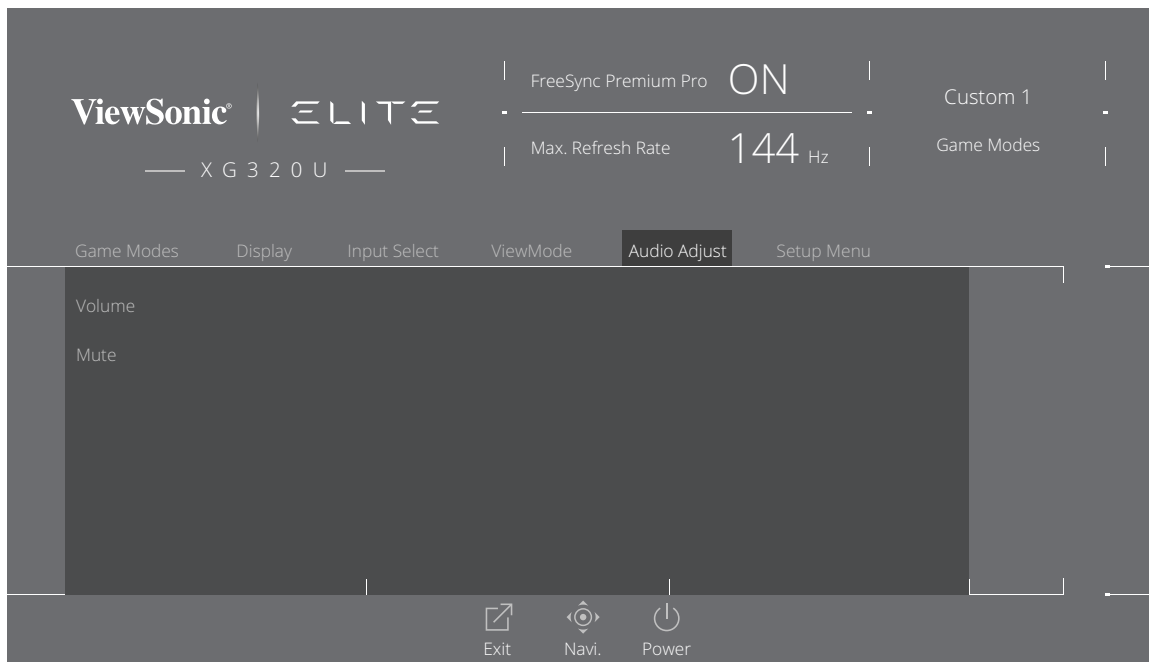 ViewSonic® ELITE
XG320U
FreeSync Premium Pro ON
Max. Refresh Rate 144 Hz
Custom 1
Game Modes
Game Modes Display Input Select ViewMode Audio Adjust Setup Menu
Volume
Mute
Exit Navi. Power